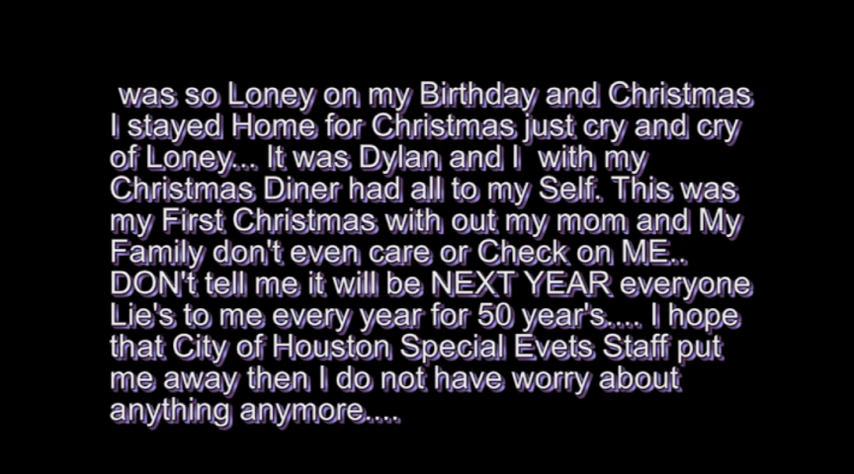 was so Loney on my Birthday and Christmas
I stayed Home for Christmas just cry and cry
of Loney... It was Dylan and I with my
Christmas Diner had all to my Self. This was
my First Christmas with out my mom and My
Family don't even care or Check on ME..
DON't tell me it will be NEXT YEAR everyone
Lie's to me every year for 50 year's.... I hope
that City of Houston Special Evets Staff put
me away then I do not have worry about
anything anymore....